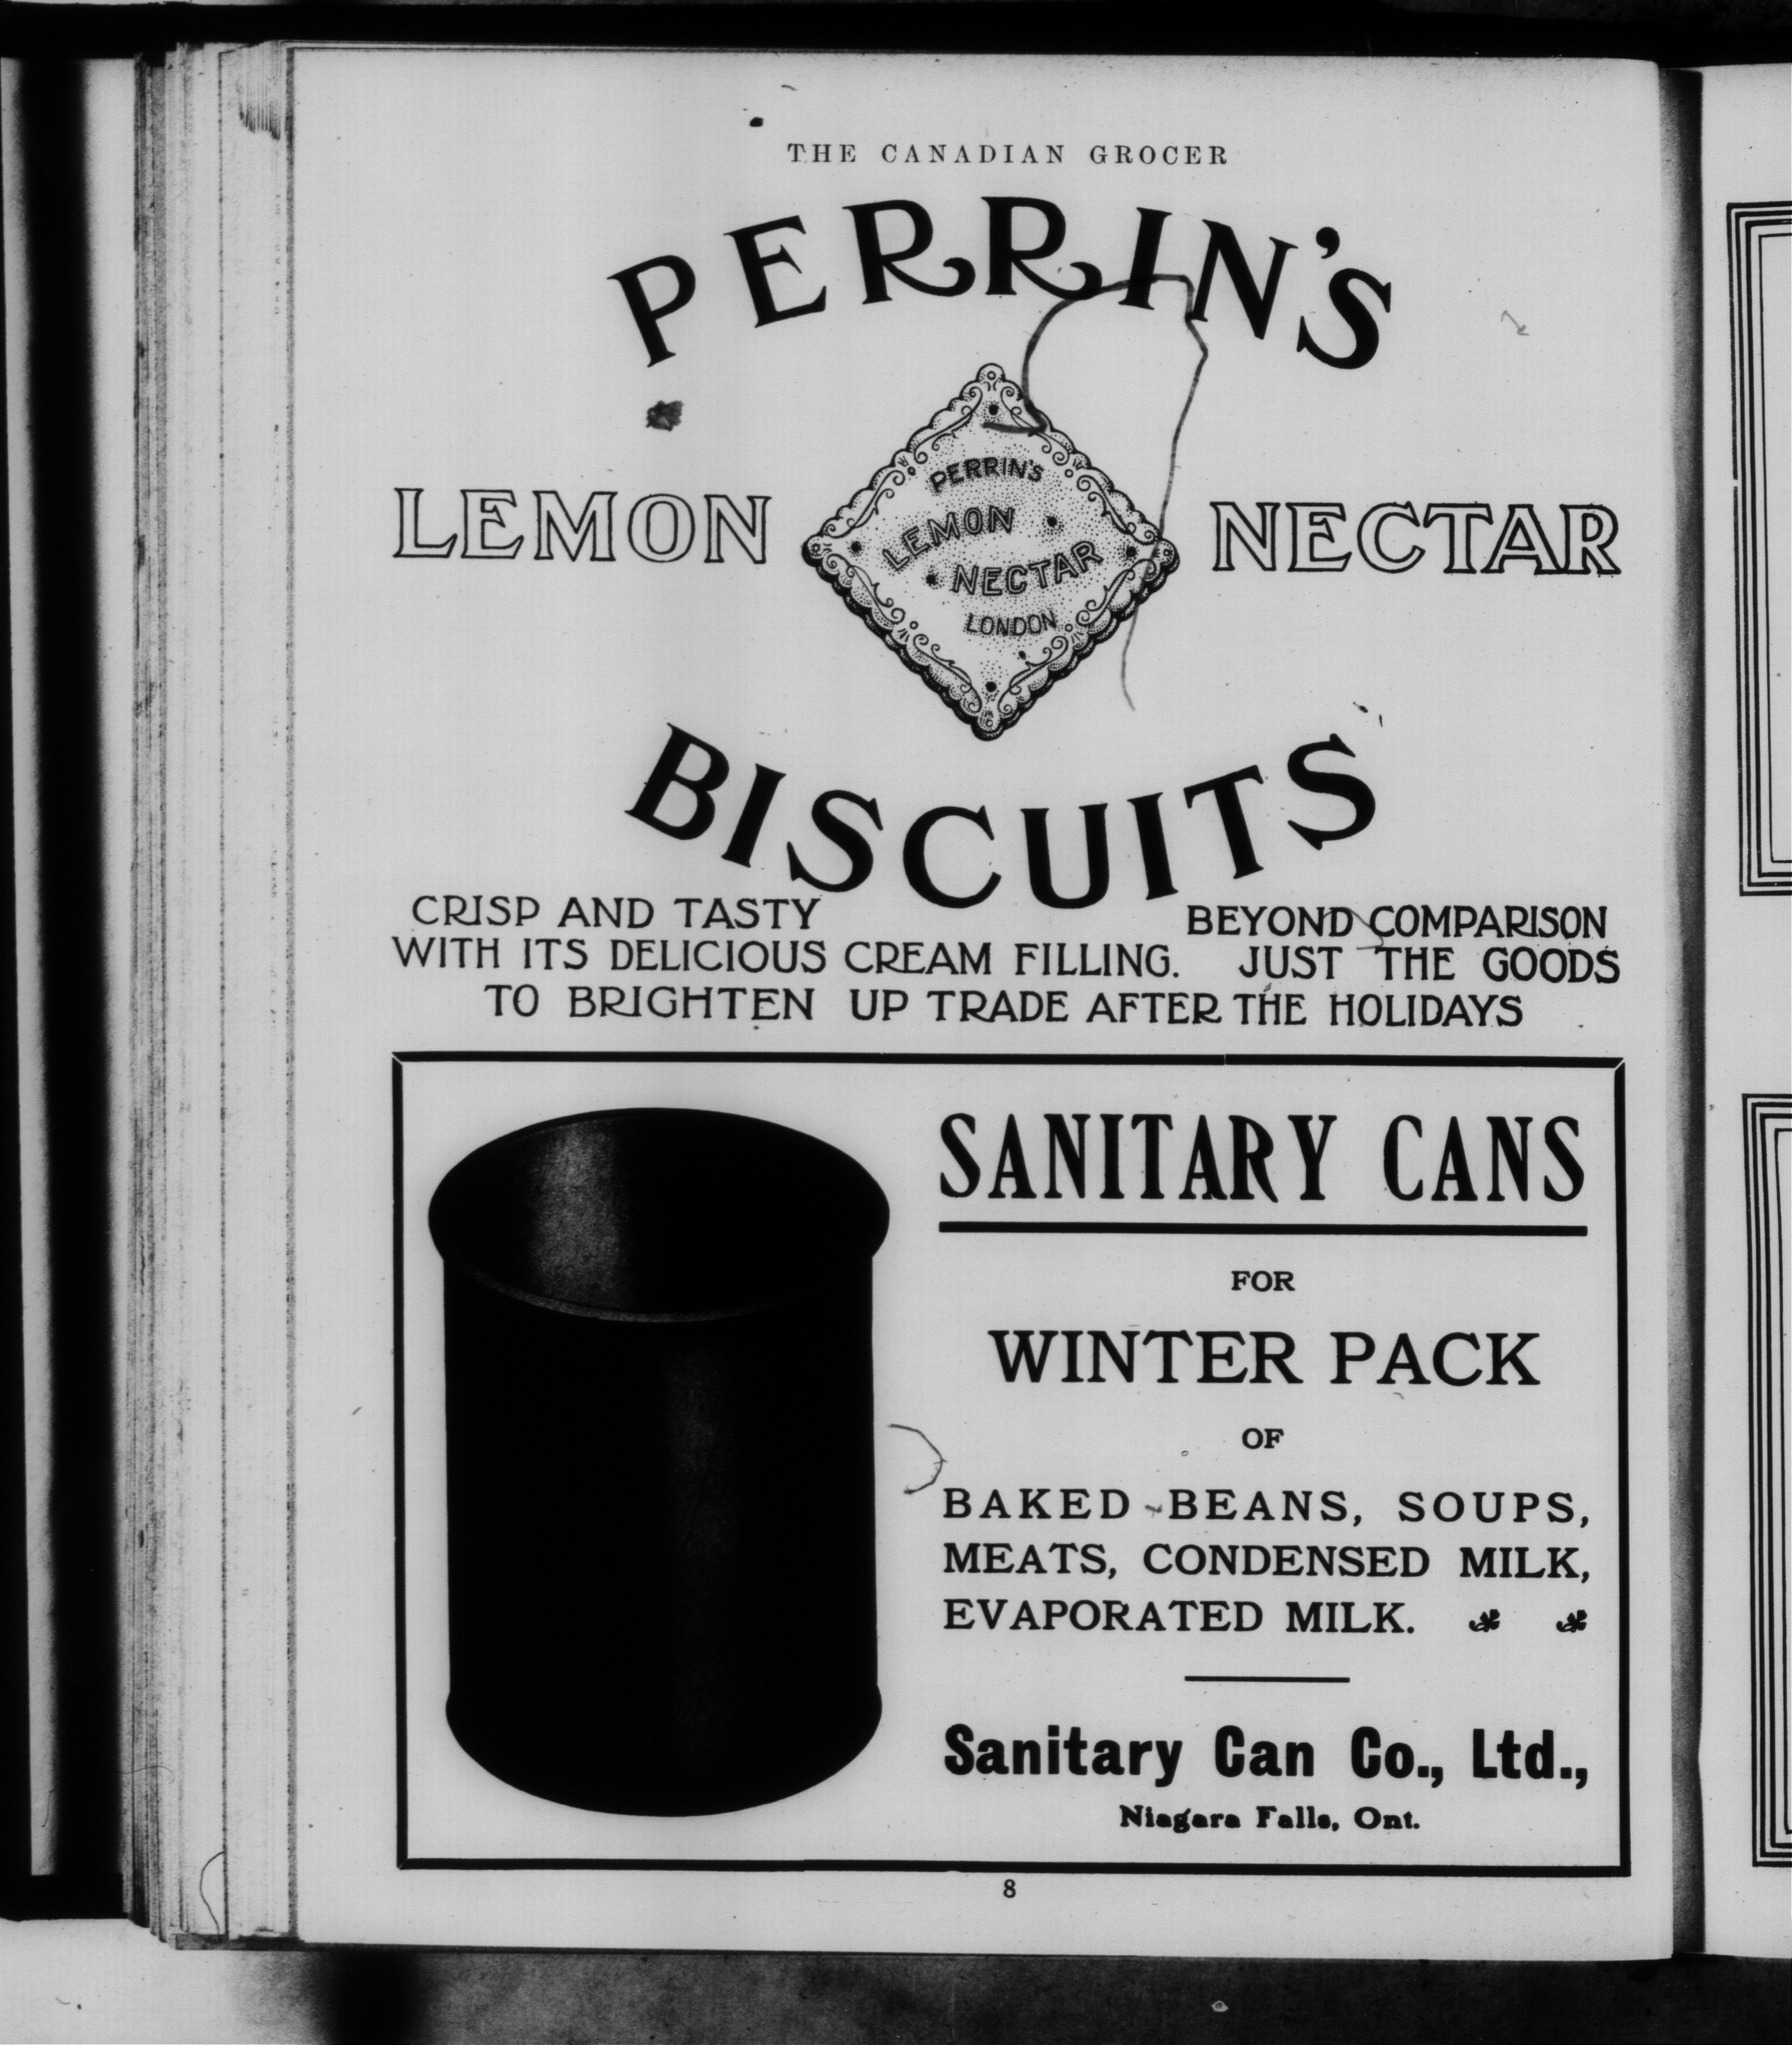 THE CANADIAN GROCER
PERRIN'S
LEMON
PERRIN'S
LEMON
NECTAR
LONDON
NECTAR
BISCUITS
CRISP AND TASTY BEYOND COMPARISON
WITH ITS DELICIOUS CREAM FILLING. JUST THE GOODS
TO BRIGHTEN UP TRADE AFTER THE HOLIDAYS
SANITARY CANS
FOR
WINTER PACK
OF
BAKED BEANS, SOUPS,
MEATS, CONDENSED MILK,
EVAPORATED MILK.
Sanitary Can Co., Ltd.,
Niagara Falls, Ont.
8